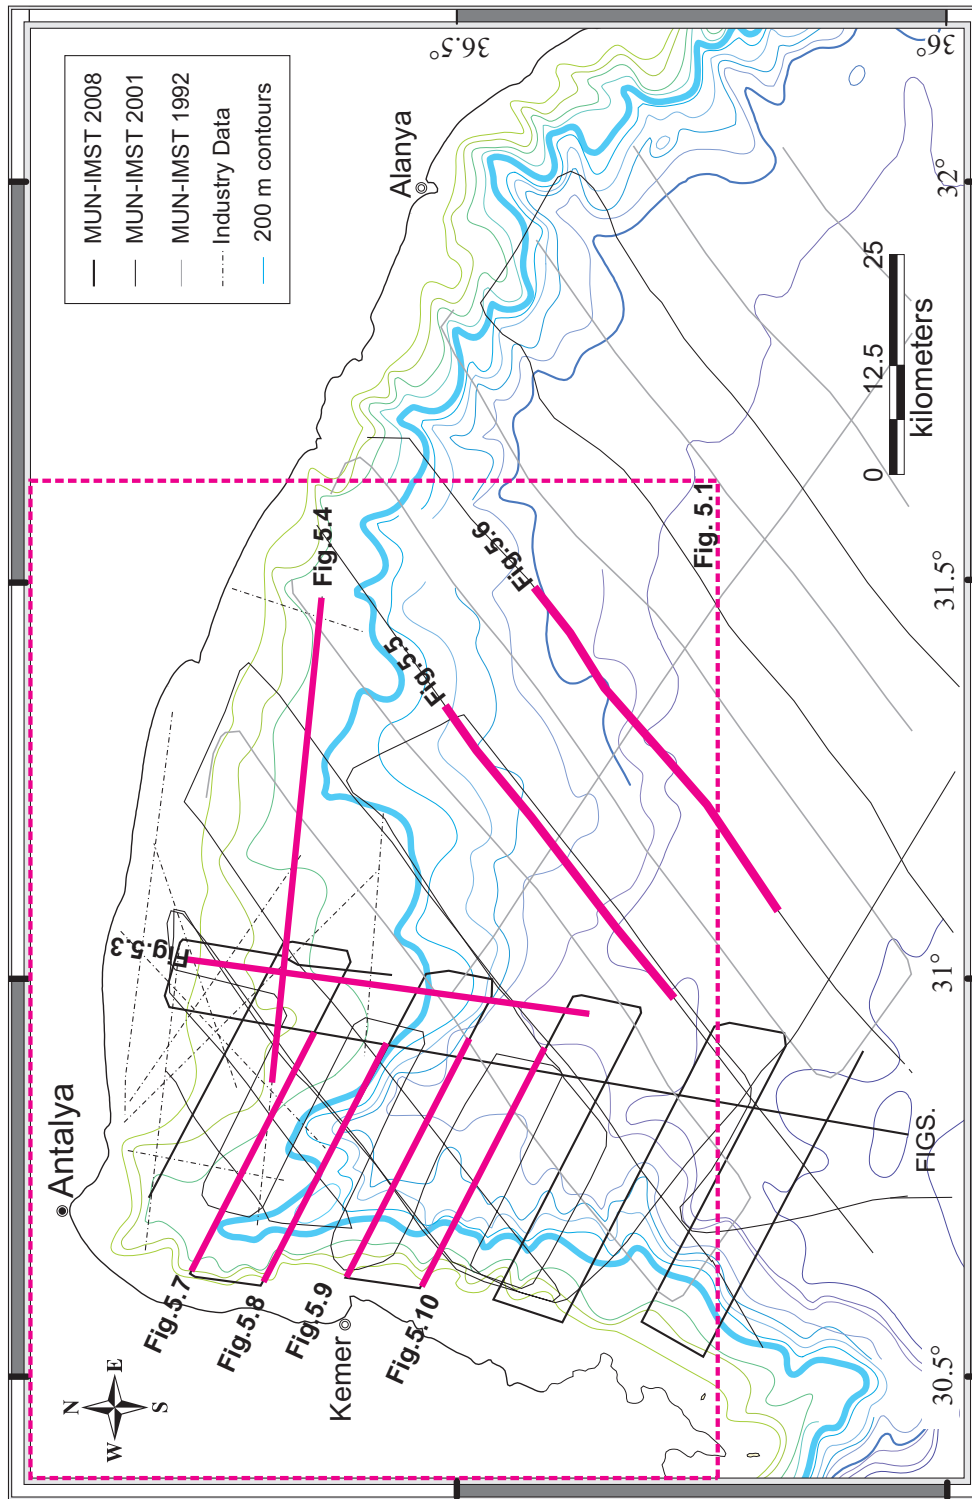 MUN-IMST 2008
MUN-IMST 2001
MUN-IMST 1992
Industry Data
200 m contours
36.5°
36°
Alanya
32°
0 12.5 25
kilometers
Fig.5.4
Fig.5.6
Fig. 5.1
31.5°
Fig.5.5
Fig.5.3
31°
Antalya
FIGS.
Fig.5.7
Fig.5.8
Fig.5.9
Fig.5.10
Kemer
30.5°
N
E
S
W